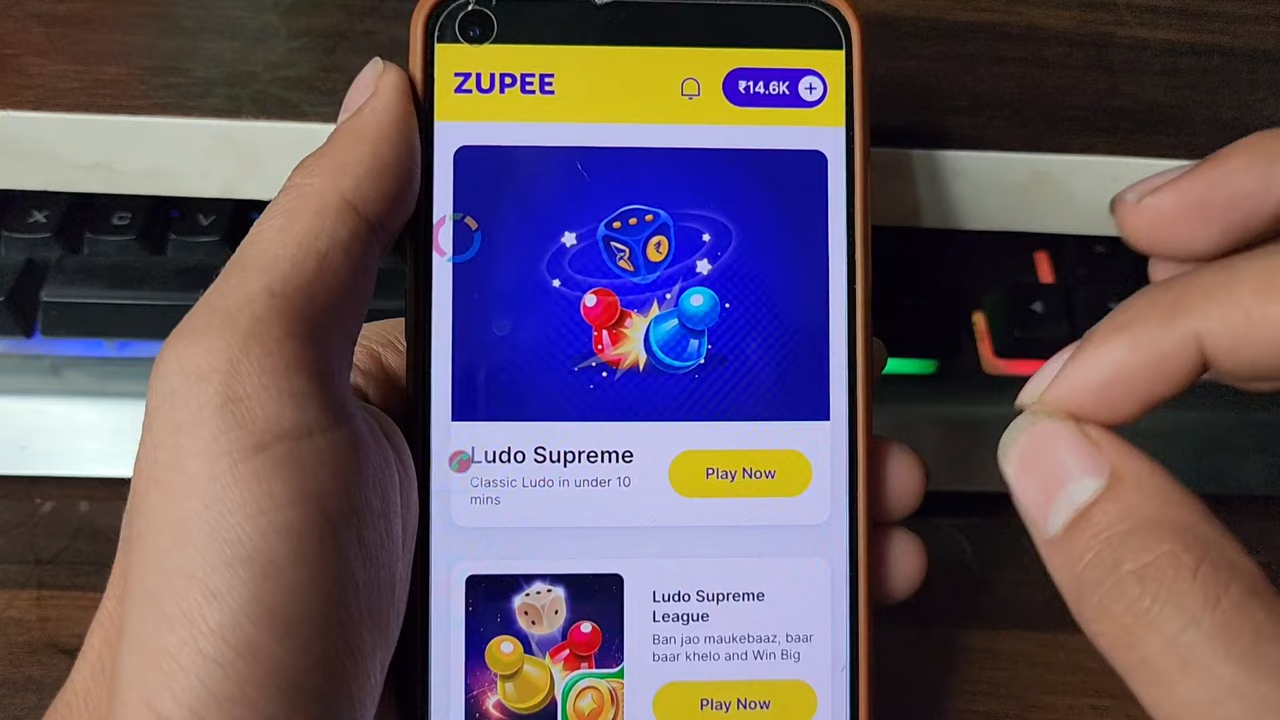 ZUPEE
₹14.6K +
Ludo Supreme
Play Now
Classic Ludo in under 10
mins
Ludo Supreme
League
Ban jao maukebaaz, baar
baar khelo and Win Big
Play Now
X C V